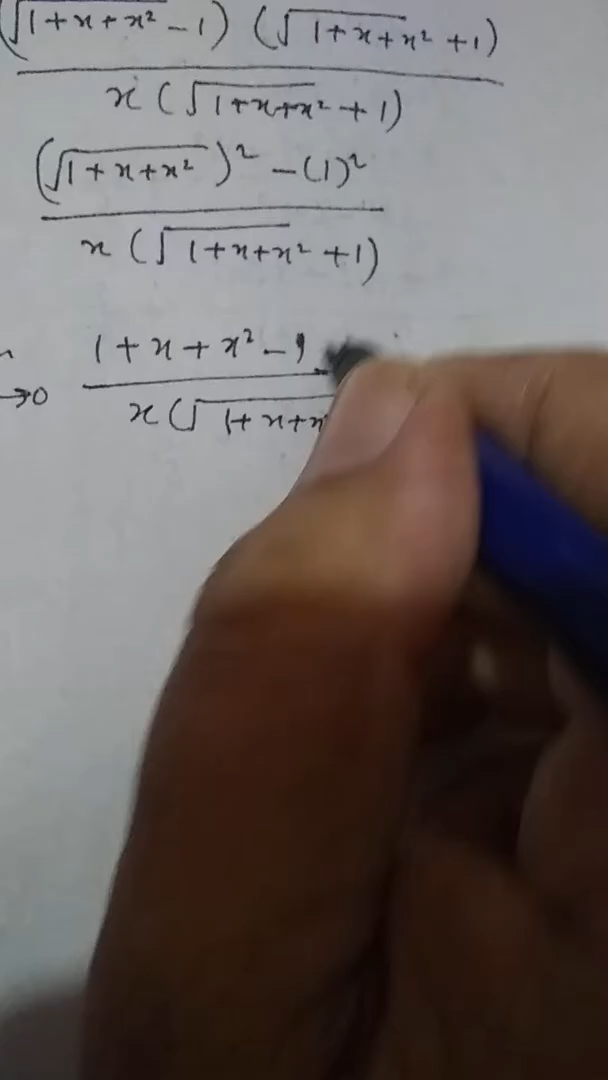 (√1+x+x² - 1) (√1+x+x² +1)
x (√1+x+x² + 1)
(√1+x+x²)² - (1)²
x (√1+x+x² +1)
1 + x + x² - 1
→0
x (√1+x+x